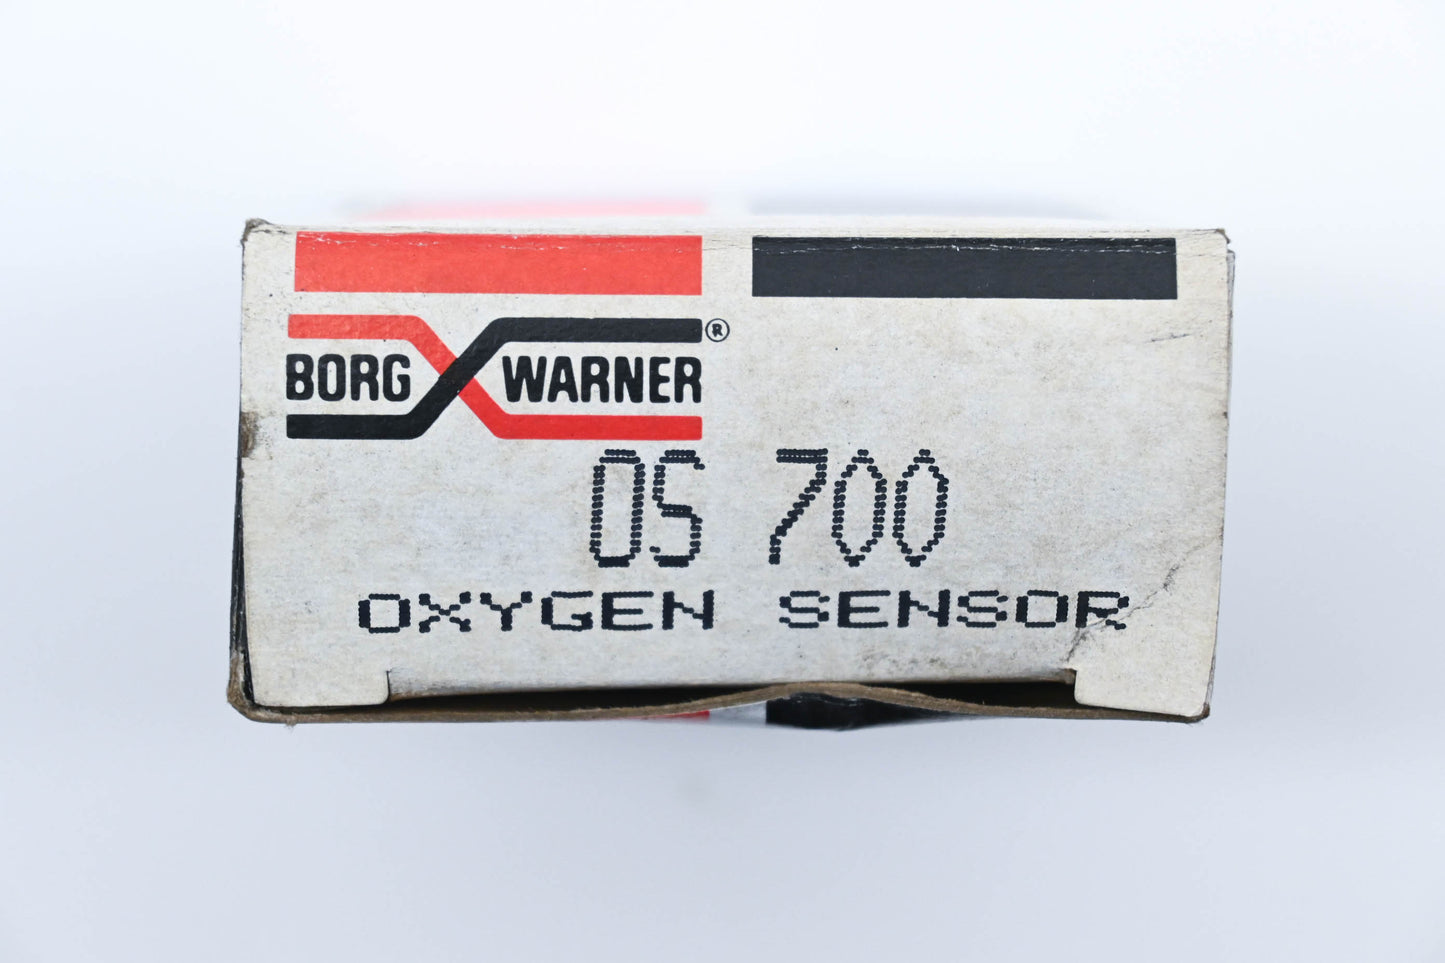 BORG WARNER®
OS 700
OXYGEN SENSOR